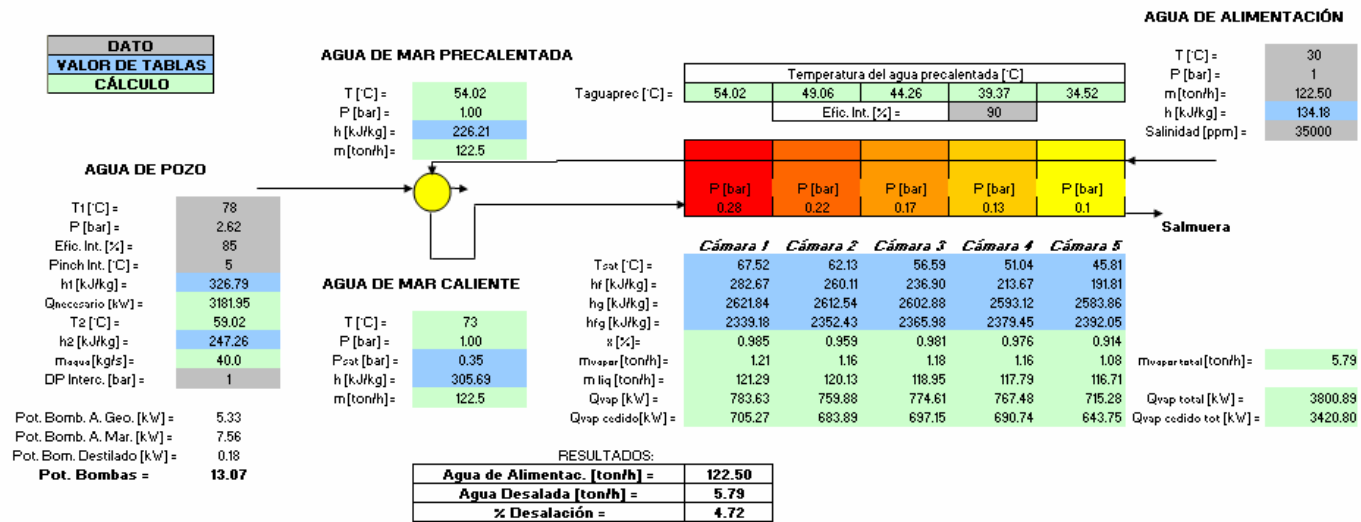 AGUA DE ALIMENTACIÓN
T [°C] = 30
P [bar] = 1
m[ton/h] = 122.50
h [kJ/kg] = 134.18
Salinidad [ppm] = 35000
DATO
VALOR DE TABLAS
CÁLCULO
AGUA DE MAR PRECALENTADA
T [°C] = 54.02
P [bar] = 1.00
h [kJ/kg] = 226.21
m[ton/h] = 122.5
Temperatura del agua precalentada [°C]
Taguaprec [°C] = 54.02 49.06 44.26 39.37 34.52
Efic. Int. [%] = 90
P [bar] P [bar] P [bar] P [bar] P [bar]
0.28 0.22 0.17 0.13 0.1
Salmuera
AGUA DE POZO
T1 [°C] = 78
P [bar] = 2.62
Efic. Int. [%] = 85
Pinch Int. [°C] = 5
h1 [kJ/kg] = 326.79
Qnecesario [kW] = 3181.95
T2 [°C] = 59.02
h2 [kJ/kg] = 247.26
magua[kg/s] = 40.0
DP Interc. [bar] = 1
Pot. Bomb. A. Geo. [kW] = 5.33
Pot. Bomb. A. Mar. [kW] = 7.56
Pot. Bom. Destilado [kW] = 0.18
Pot. Bombas = 13.07
AGUA DE MAR CALIENTE
T [°C] = 73
P [bar] = 1.00
Psat [bar] = 0.35
h [kJ/kg] = 305.69
m[ton/h] = 122.5
Cámara 1 Cámara 2 Cámara 3 Cámara 4 Cámara 5
Tsat [°C] = 67.52 62.13 56.59 51.04 45.81
hf [kJ/kg] = 282.67 260.11 236.90 213.67 191.81
hg [kJ/kg] = 2621.84 2612.54 2602.88 2593.12 2583.86
hfg [kJ/kg] = 2339.18 2352.43 2365.98 2379.45 2392.05
x [%]= 0.985 0.959 0.981 0.976 0.914
mvapor[ton/h] = 1.21 1.16 1.18 1.16 1.08
m liq [ton/h] = 121.29 120.13 118.95 117.79 116.71
Qvap [kW] = 783.63 759.88 774.61 767.48 715.28
Qvap cedido[kW] = 705.27 683.89 697.15 690.74 643.75
mvapor total[ton/h] = 5.79
Qvap total [kW] = 3800.89
Qvap cedido tot [kW] = 3420.80
RESULTADOS:
Agua de Alimentac. [ton/h] = 122.50
Agua Desalada [ton/h] = 5.79
% Desalación = 4.72